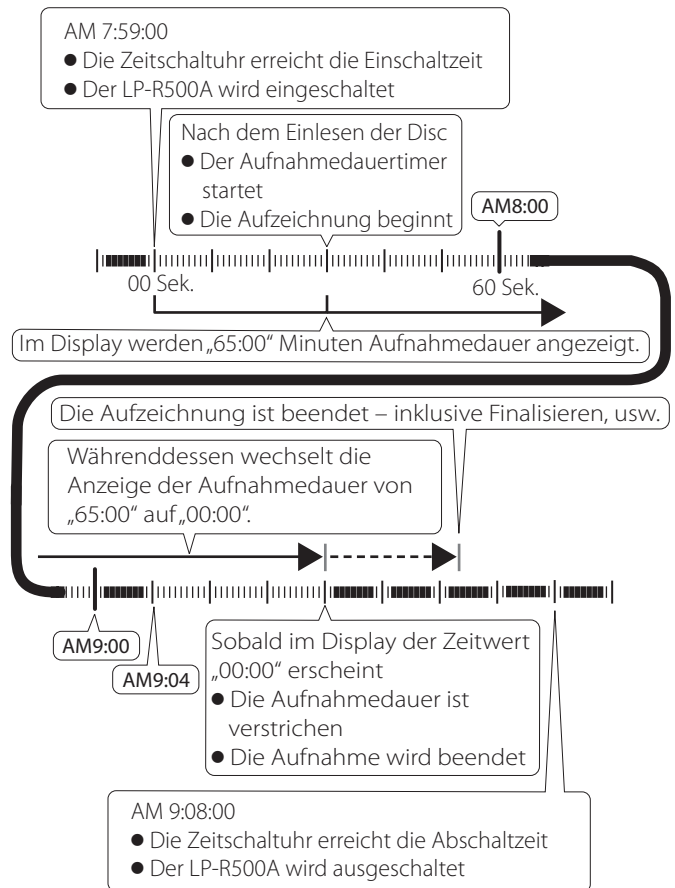 AM 7:59:00
● Die Zeitschaltuhr erreicht die Einschaltzeit
● Der LP-R500A wird eingeschaltet
Nach dem Einlesen der Disc
● Der Aufnahmedauertimer
startet
● Die Aufzeichnung beginnt
AM8:00
00 Sek.
60 Sek.
Im Display werden „65:00“ Minuten Aufnahmedauer angezeigt.
Die Aufzeichnung ist beendet – inklusive Finalisieren, usw.
Währenddessen wechselt die
Anzeige der Aufnahmedauer von
„65:00“ auf „00:00“.
AM9:00
AM9:04
Sobald im Display der Zeitwert
„00:00“ erscheint
● Die Aufnahmedauer ist
verstrichen
● Die Aufnahme wird beendet
AM 9:08:00
● Die Zeitschaltuhr erreicht die Abschaltzeit
● Der LP-R500A wird ausgeschaltet